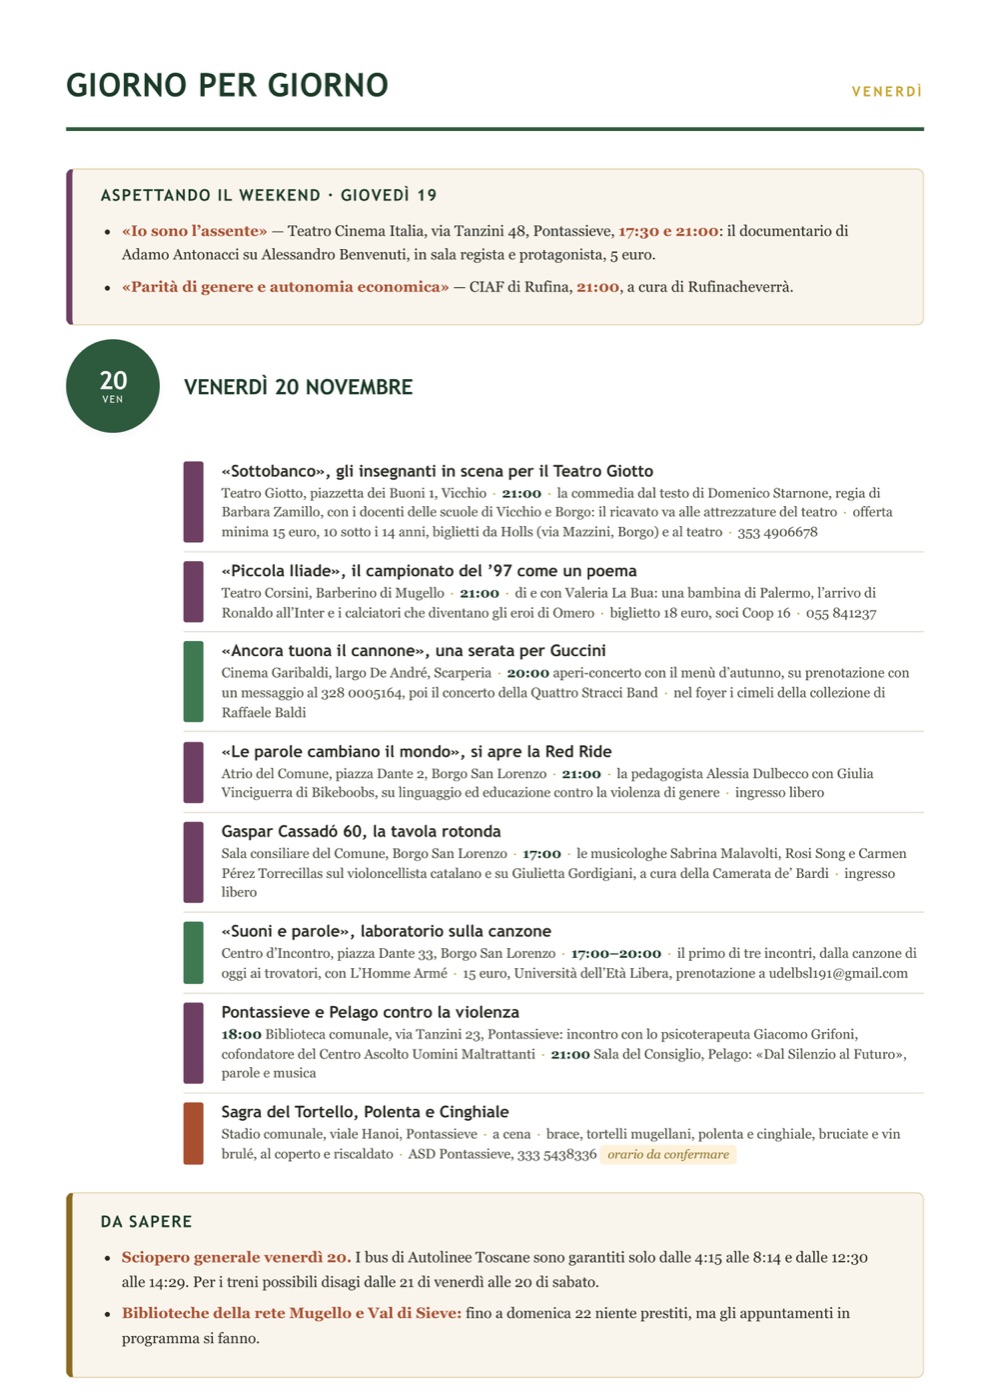 GIORNO PER GIORNO
VENERDÌ
ASPETTANDO IL WEEKEND · GIOVEDÌ 19
• «Io sono l’assente» — Teatro Cinema Italia, via Tanzini 48, Pontassieve, 17:30 e 21:00: il documentario di
Adamo Antonacci su Alessandro Benvenuti, in sala regista e protagonista, 5 euro.
• «Parità di genere e autonomia economica» — CIAF di Rufina, 21:00, a cura di Rufinacheverrà.
20
VEN
VENERDÌ 20 NOVEMBRE
«Sottobanco», gli insegnanti in scena per il Teatro Giotto
Teatro Giotto, piazzetta dei Buoni 1, Vicchio · 21:00 · la commedia dal testo di Domenico Starnone, regia di
Barbara Zamillo, con i docenti delle scuole di Vicchio e Borgo: il ricavato va alle attrezzature del teatro · offerta
minima 15 euro, 10 sotto i 14 anni, biglietti da Holls (via Mazzini, Borgo) e al teatro · 353 4906678
«Piccola Iliade», il campionato del ’97 come un poema
Teatro Corsini, Barberino di Mugello · 21:00 · di e con Valeria La Bua: una bambina di Palermo, l’arrivo di
Ronaldo all’Inter e i calciatori che diventano gli eroi di Omero · biglietto 18 euro, soci Coop 16 · 055 841237
«Ancora tuona il cannone», una serata per Guccini
Cinema Garibaldi, largo De André, Scarperia · 20:00 aperi-concerto con il menù d’autunno, su prenotazione con
un messaggio al 328 0005164, poi il concerto della Quattro Stracci Band · nel foyer i cimeli della collezione di
Raffaele Baldi
«Le parole cambiano il mondo», si apre la Red Ride
Atrio del Comune, piazza Dante 2, Borgo San Lorenzo · 21:00 · la pedagogista Alessia Dulbecco con Giulia
Vinciguerra di Bikeboobs, su linguaggio ed educazione contro la violenza di genere · ingresso libero
Gaspar Cassadó 60, la tavola rotonda
Sala consiliare del Comune, Borgo San Lorenzo · 17:00 · le musicologhe Sabrina Malavolti, Rosi Song e Carmen
Pérez Torrecillas sul violoncellista catalano e su Giulietta Gordigiani, a cura della Camerata de’ Bardi · ingresso
libero
«Suoni e parole», laboratorio sulla canzone
Centro d’Incontro, piazza Dante 33, Borgo San Lorenzo · 17:00–20:00 · il primo di tre incontri, dalla canzone di
oggi ai trovatori, con L’Homme Armé · 15 euro, Università dell’Età Libera, prenotazione a udelbsl191@gmail.com
Pontassieve e Pelago contro la violenza
18:00 Biblioteca comunale, via Tanzini 23, Pontassieve: incontro con lo psicoterapeuta Giacomo Grifoni,
cofondatore del Centro Ascolto Uomini Maltrattanti · 21:00 Sala del Consiglio, Pelago: «Dal Silenzio al Futuro»,
parole e musica
Sagra del Tortello, Polenta e Cinghiale
Stadio comunale, viale Hanoi, Pontassieve · a cena · brace, tortelli mugellani, polenta e cinghiale, bruciate e vin
brulé, al coperto e riscaldato · ASD Pontassieve, 333 5438336 orario da confermare
DA SAPERE
• Sciopero generale venerdì 20. I bus di Autolinee Toscane sono garantiti solo dalle 4:15 alle 8:14 e dalle 12:30
alle 14:29. Per i treni possibili disagi dalle 21 di venerdì alle 20 di sabato.
• Biblioteche della rete Mugello e Val di Sieve: fino a domenica 22 niente prestiti, ma gli appuntamenti in
programma si fanno.